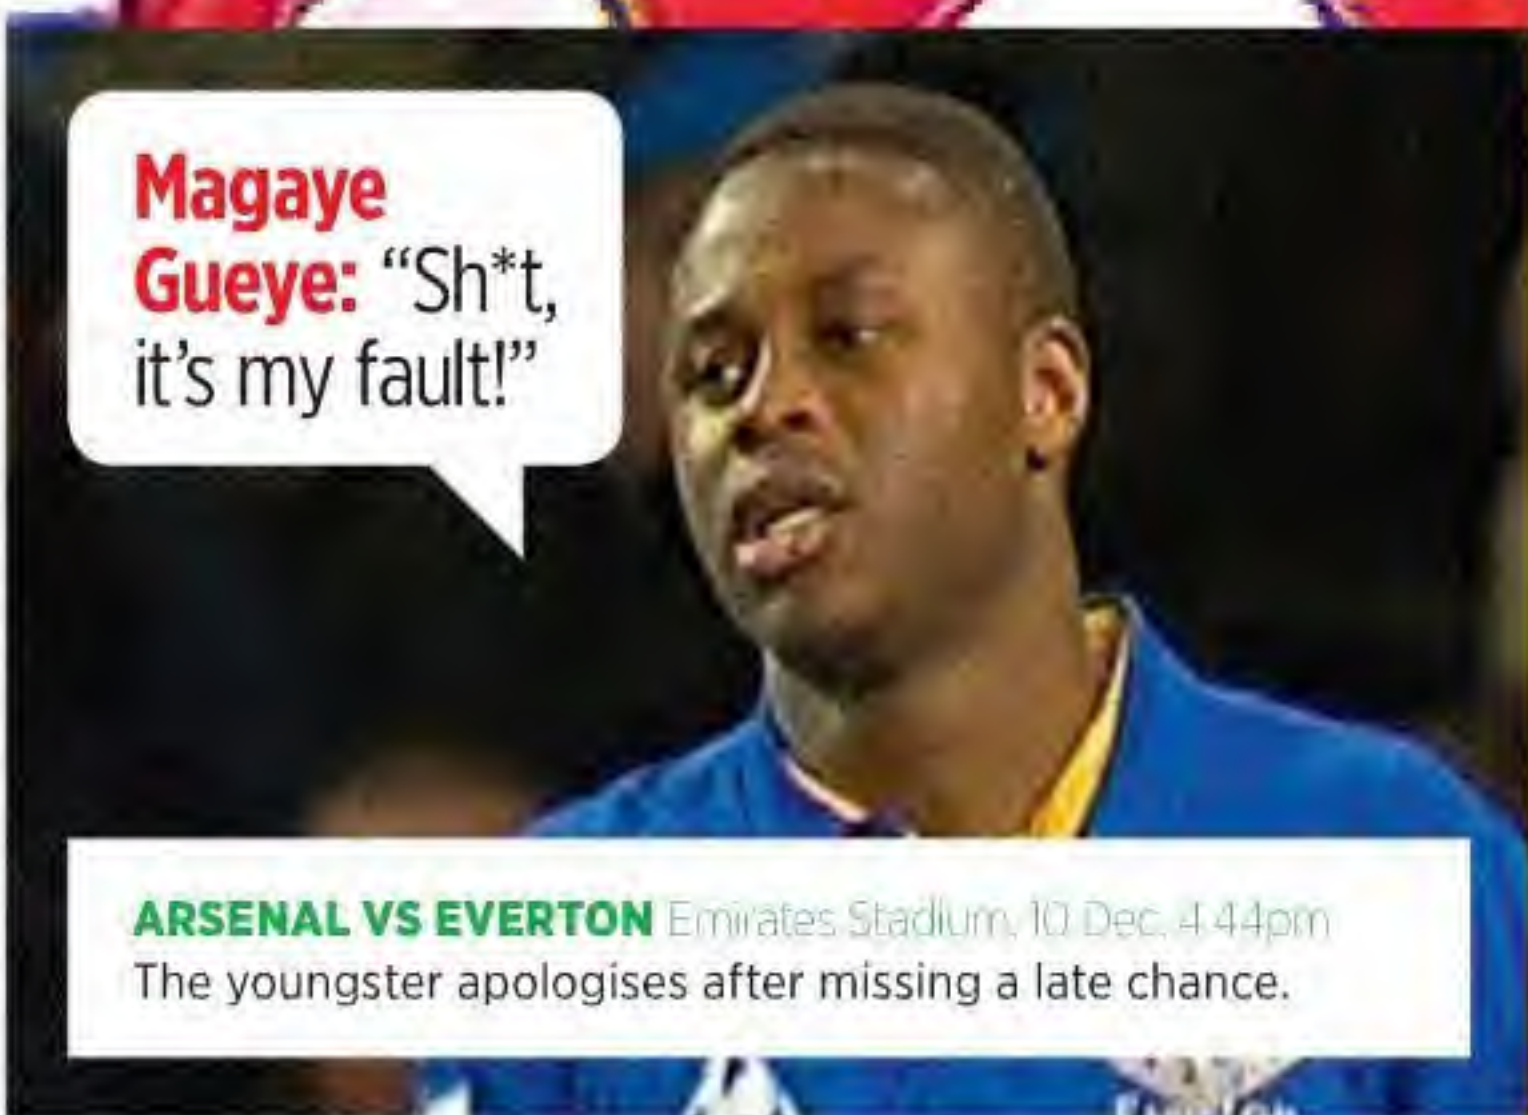 Magaye
Gueye: “Sh*t,
it’s my fault!”
ARSENAL VS EVERTON Emirates Stadium, 10 Dec, 4.44pm
The youngster apologises after missing a late chance.